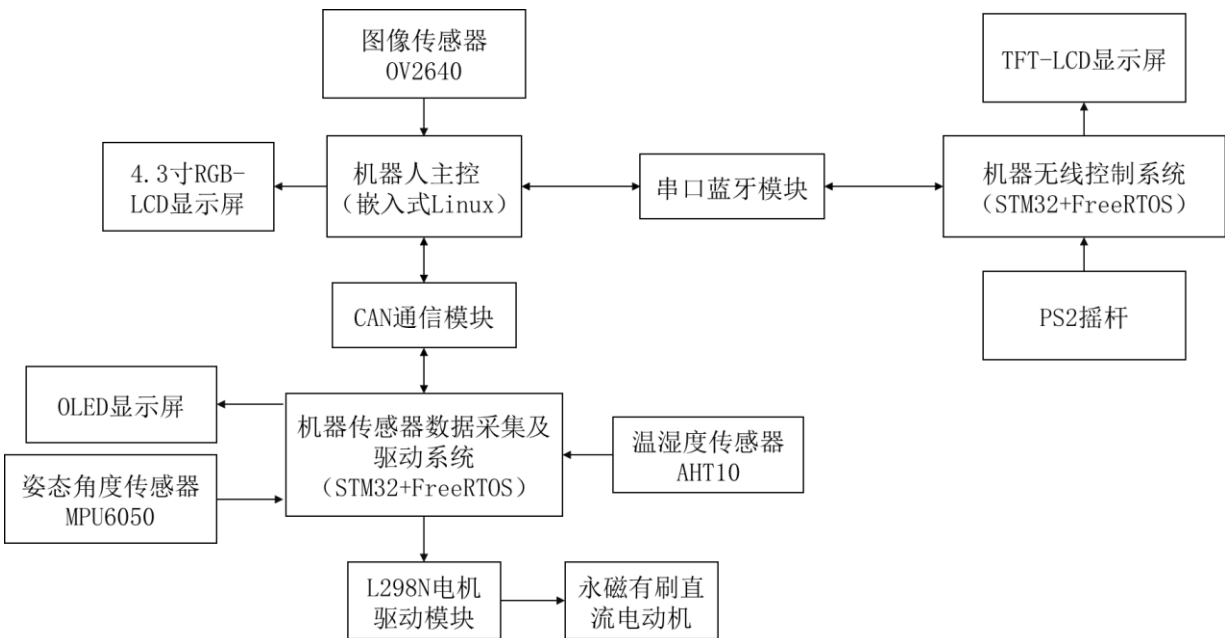 图像传感器
OV2640
TFT-LCD显示屏
4.3寸RGB-
LCD显示屏
机器人主控
（嵌入式Linux）
串口蓝牙模块
机器无线控制系统
（STM32+FreeRTOS）
CAN通信模块
PS2摇杆
OLED显示屏
机器传感器数据采集及
驱动系统
（STM32+FreeRTOS）
温湿度传感器
AHT10
姿态角度传感器
MPU6050
L298N电机
驱动模块
永磁有刷直
流电动机